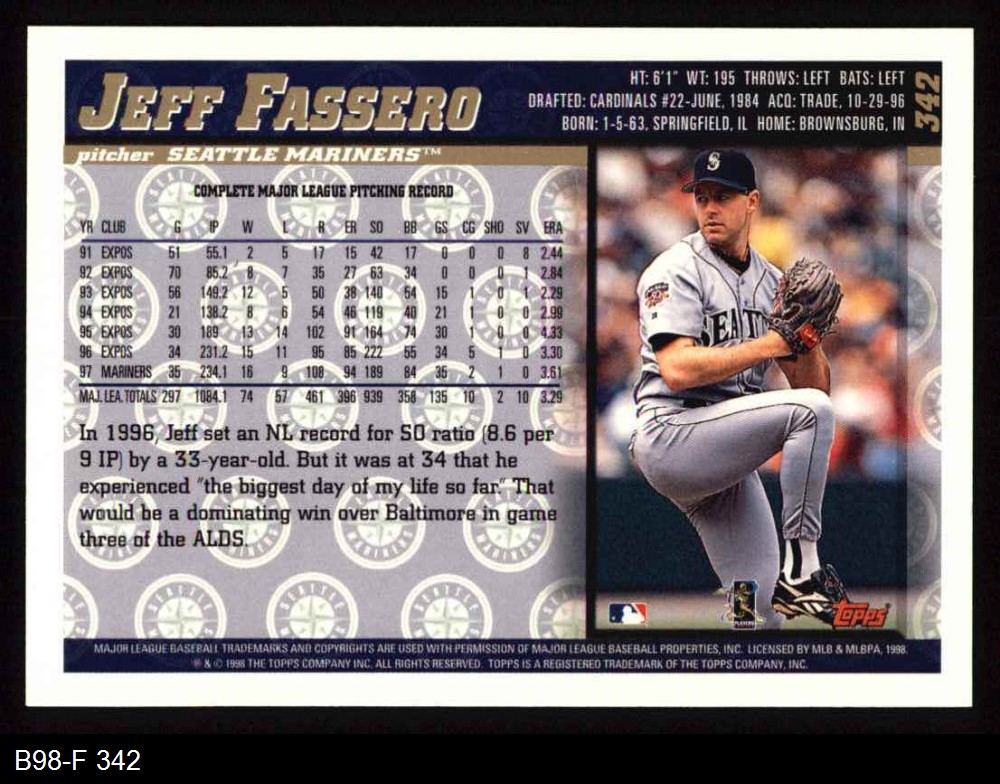 JEFF FASSERO
HT: 6'1" WT: 195 THROWS: LEFT BATS: LEFT
DRAFTED: CARDINALS #22-JUNE, 1984 ACQ: TRADE, 10-29-96
BORN: 1-5-63, SPRINGFIELD, IL HOME: BROWNSBURG, IN
342
pitcher SEATTLE MARINERS™
COMPLETE MAJOR LEAGUE PITCHING RECORD
YR CLUB G IP W L R ER SO BB GS CG SHO SV ERA
91 EXPOS 51 55.1 2 5 17 15 42 17 0 0 0 8 2.44
92 EXPOS 70 85.2 8 7 35 27 63 34 0 0 0 1 2.84
93 EXPOS 56 149.2 12 5 50 38 140 54 15 1 0 1 2.29
94 EXPOS 21 138.2 8 6 54 46 119 40 21 1 0 0 2.99
95 EXPOS 30 189 13 14 102 91 164 74 30 1 0 0 4.33
96 EXPOS 34 231.2 15 11 95 85 222 55 34 5 1 0 3.30
97 MARINERS 35 234.1 16 9 108 94 189 84 35 2 1 0 3.61
MAJ. LEA. TOTALS 297 1084.1 74 57 461 396 939 358 135 10 2 10 3.29
In 1996, Jeff set an NL record for SO ratio (8.6 per
9 IP) by a 33-year-old. But it was at 34 that he
experienced "the biggest day of my life so far." That
would be a dominating win over Baltimore in game
three of the ALDS.
SEATT
Topps
MAJOR LEAGUE BASEBALL TRADEMARKS AND COPYRIGHTS ARE USED WITH PERMISSION OF MAJOR LEAGUE BASEBALL PROPERTIES, INC. LICENSED BY MLB & MLBPA, 1998.
® & © 1998 THE TOPPS COMPANY INC. ALL RIGHTS RESERVED. TOPPS IS A REGISTERED TRADEMARK OF THE TOPPS COMPANY, INC.
B98-F 342